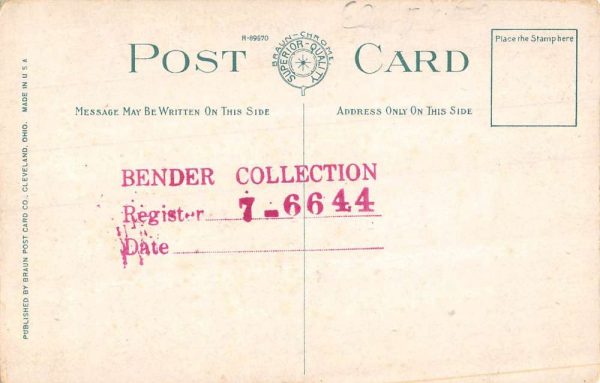 R-89670
BRAUN-CHROME
SUPERIOR-QUALITY
POST CARD
Place the Stamp here
MESSAGE MAY BE WRITTEN ON THIS SIDE
ADDRESS ONLY ON THIS SIDE
BENDER COLLECTION
Register 7-6644
Date
PUBLISHED BY BRAUN POST CARD CO., CLEVELAND, OHIO. MADE IN U.S.A